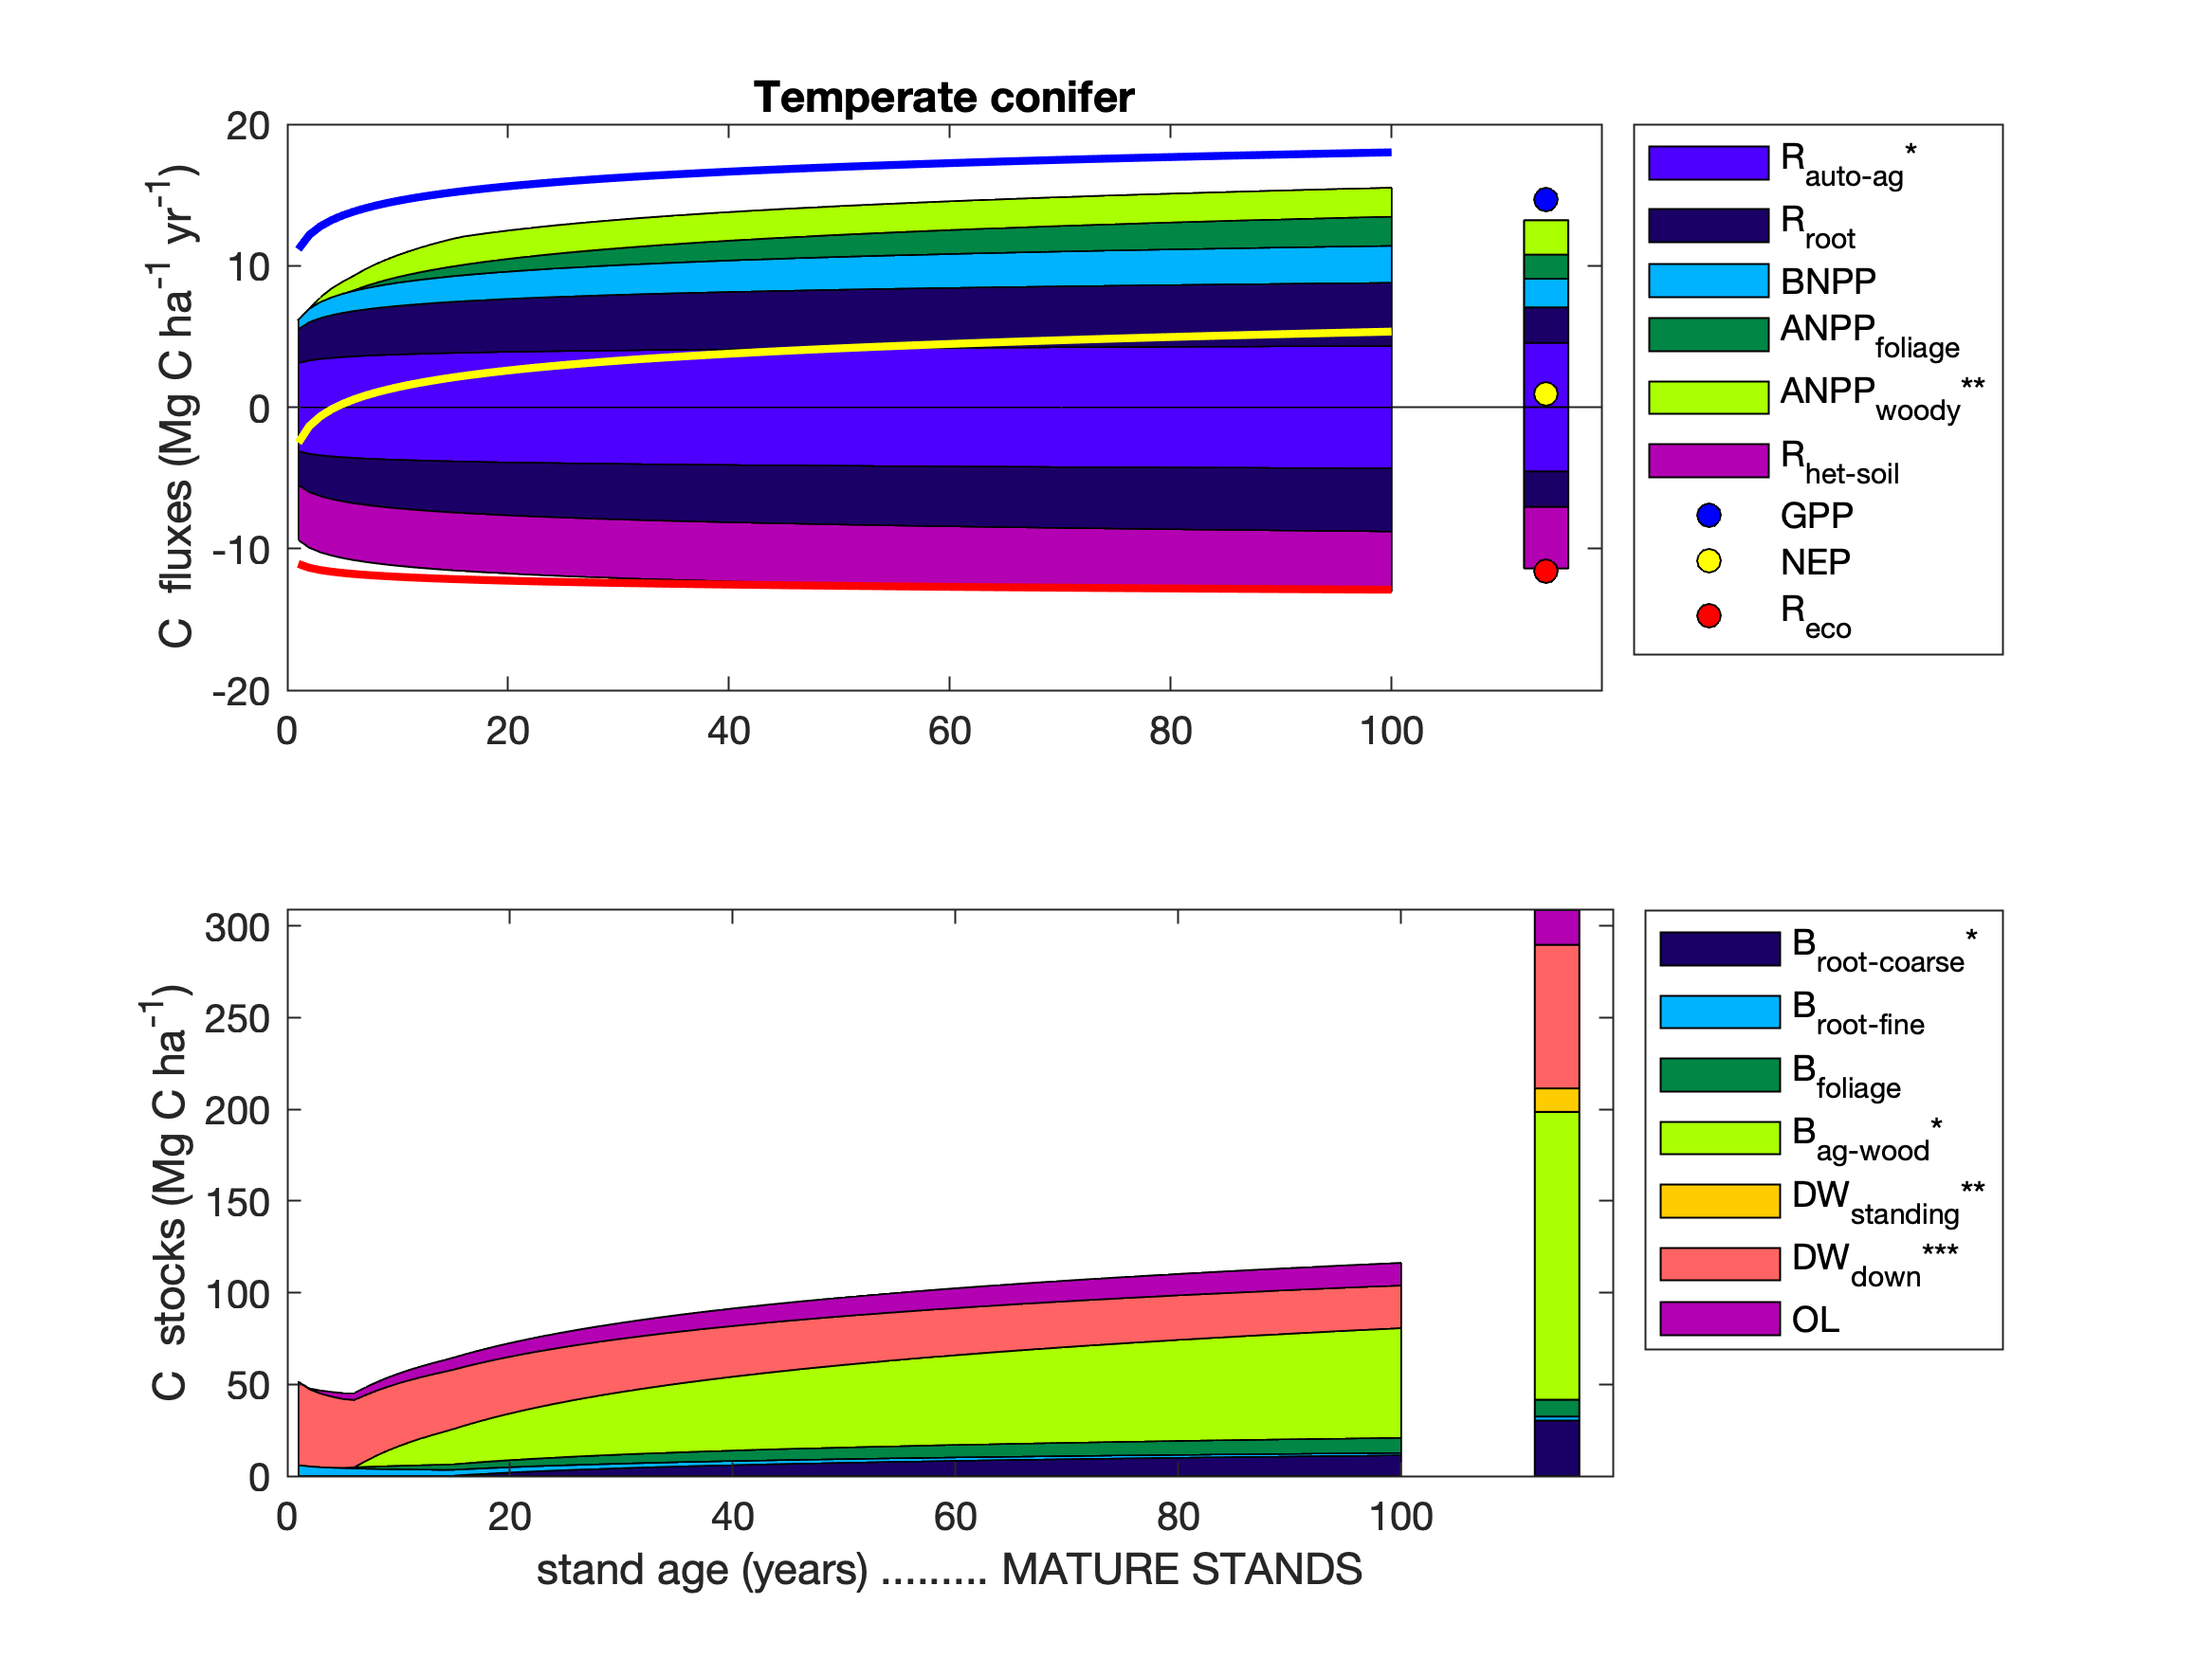 Temperate conifer
C fluxes (Mg C ha-1 yr-1)
20
10
0
-10
-20
0 20 40 60 80 100
Rauto-ag*
Rroot
BNPP
ANPPfoliage
ANPPwoody**
Rhet-soil
GPP
NEP
Reco
C stocks (Mg C ha-1)
300
250
200
150
100
50
0
0 20 40 60 80 100
stand age (years) ......... MATURE STANDS
Broot-coarse*
Broot-fine
Bfoliage
Bag-wood*
DWstanding**
DWdown***
OL